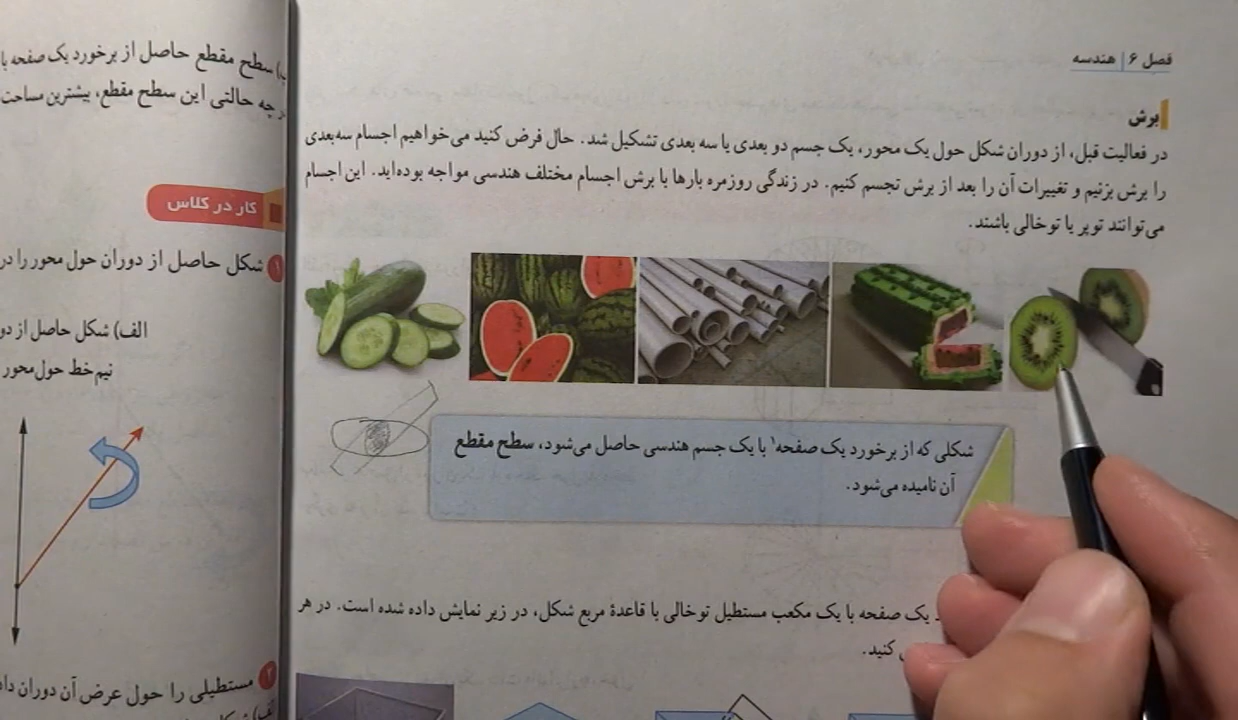 فصل ۶ | هندسه
برش
در فعالیت قبل، از دوران شکل حول یک محور، یک جسم دو بعدی یا سه بعدی تشکیل شد. حال فرض کنید می‌خواهیم اجسام سه‌بعدی
را برش بزنیم و تغییرات آن را بعد از برش تجسم کنیم. در زندگی روزمره بارها با برش اجسام مختلف هندسی مواجه بوده‌اید. این اجسام
می‌توانند توپر یا توخالی باشند.
شکلی که از برخورد یک صفحه۱ با یک جسم هندسی حاصل می‌شود، سطح مقطع
آن نامیده می‌شود.
یک صفحه با یک مکعب مستطیل توخالی با قاعدهٔ مربع شکل، در زیر نمایش داده شده است. در هر
کنید.
ب) سطح مقطع حاصل از برخورد یک صفحه با
در چه حالتی این سطح مقطع، بیشترین مساحت
کار در کلاس
۱ شکل حاصل از دوران حول محور را در
الف) شکل حاصل از دو
نیم‌خط حول محور
۲ مستطیلی را حول عرض آن دوران داد